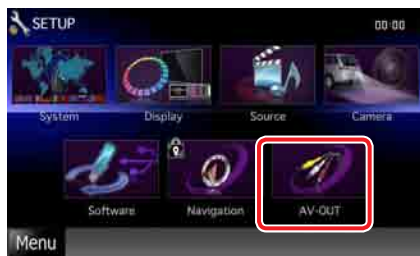 SETUP 00:00
System Display Source Camera
Software Navigation AV-OUT
Menu